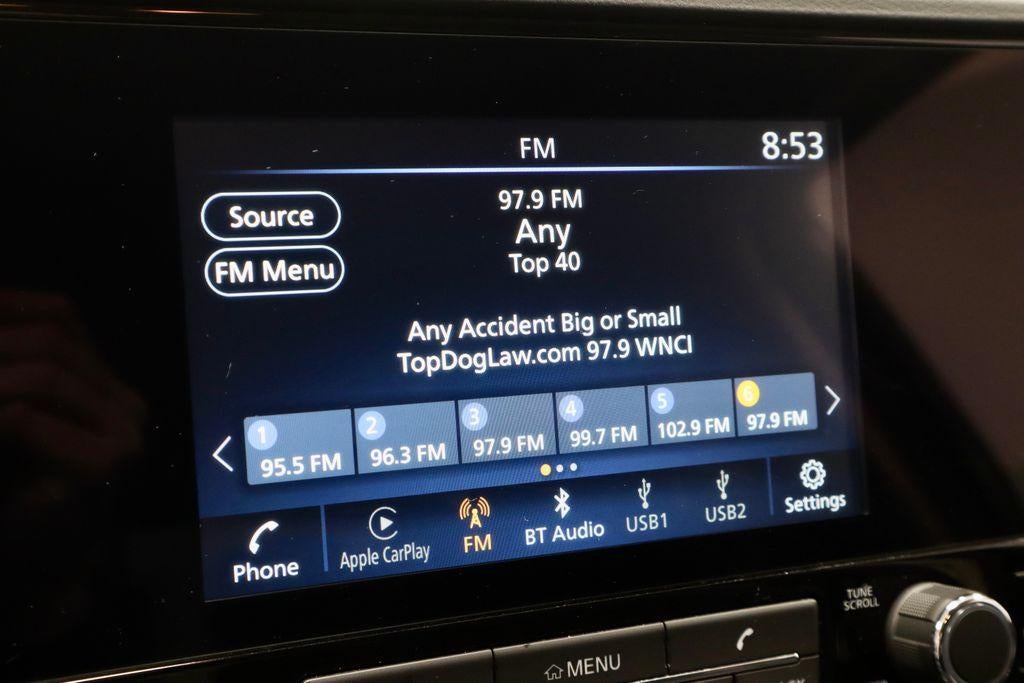 FM
8:53
Source
FM Menu
97.9 FM
Any
Top 40
Any Accident Big or Small
TopDogLaw.com 97.9 WNCI
1
95.5 FM
2
96.3 FM
3
97.9 FM
4
99.7 FM
5
102.9 FM
6
97.9 FM
Phone
Apple CarPlay
FM
BT Audio
USB1
USB2
Settings
TUNE
SCROLL
MENU